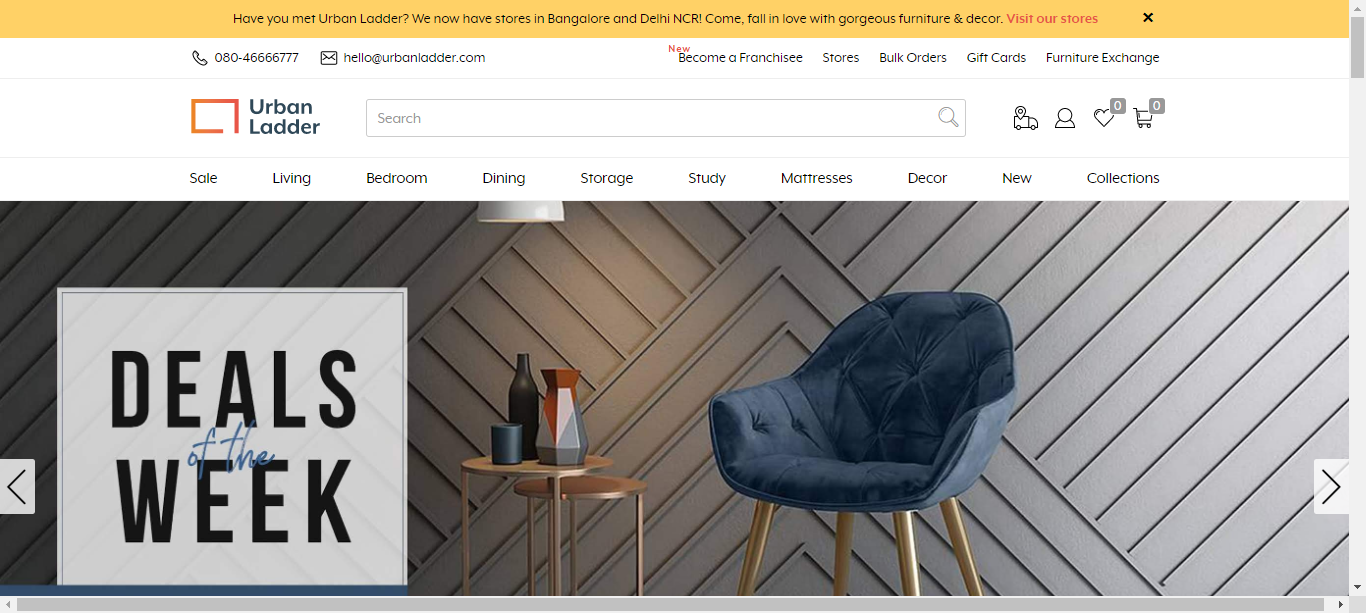 Have you met Urban Ladder? We now have stores in Bangalore and Delhi NCR! Come, fall in love with gorgeous furniture & decor. Visit our stores
080-46666777 hello@urbanladder.com New Become a Franchisee Stores Bulk Orders Gift Cards Furniture Exchange
Urban
Ladder
Search
0 0
Sale Living Bedroom Dining Storage Study Mattresses Decor New Collections
DEALS
of the
WEEK